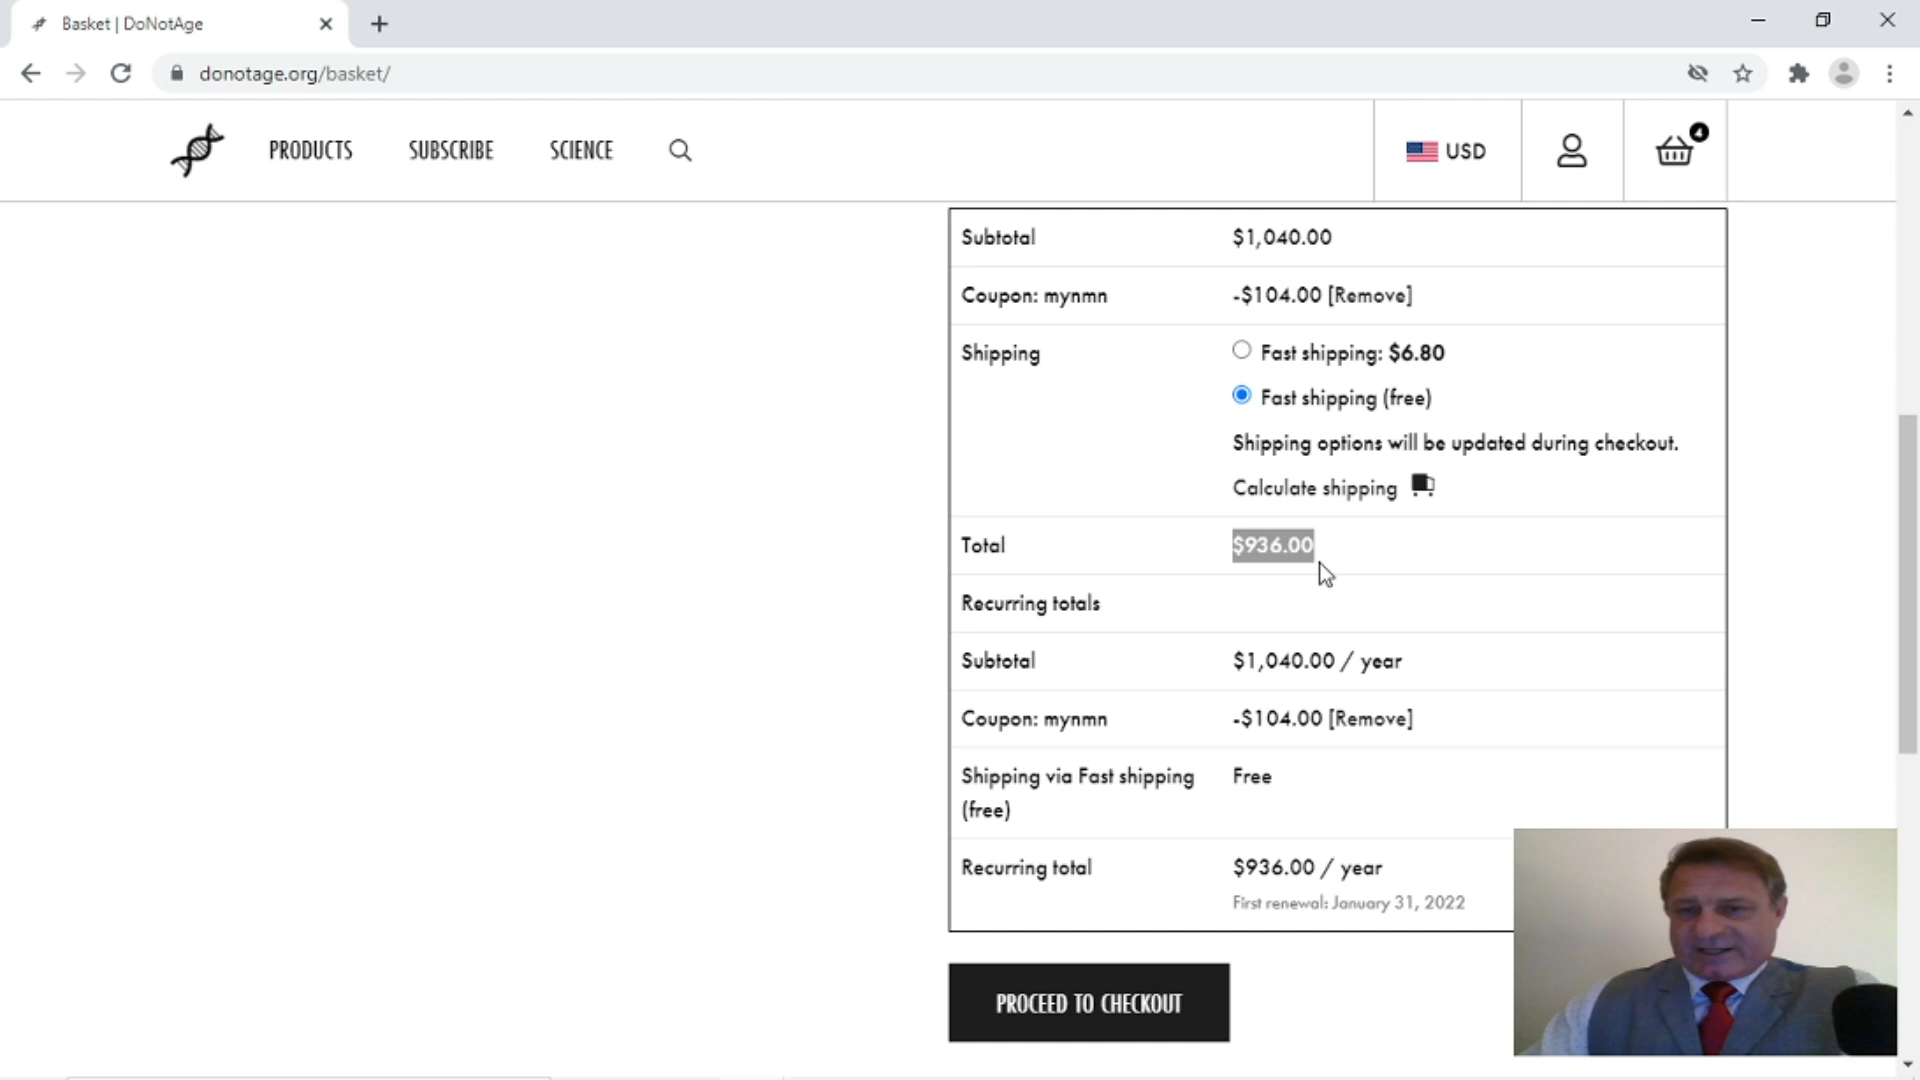 Basket | DoNotAge
donotage.org/basket/
PRODUCTS SUBSCRIBE SCIENCE USD 4
Subtotal $1,040.00
Coupon: mynmn -$104.00 [Remove]
Shipping Fast shipping: $6.80
Fast shipping (free)
Shipping options will be updated during checkout.
Calculate shipping
Total $936.00
Recurring totals
Subtotal $1,040.00 / year
Coupon: mynmn -$104.00 [Remove]
Shipping via Fast shipping Free
(free)
Recurring total $936.00 / year
First renewal: January 31, 2022
PROCEED TO CHECKOUT